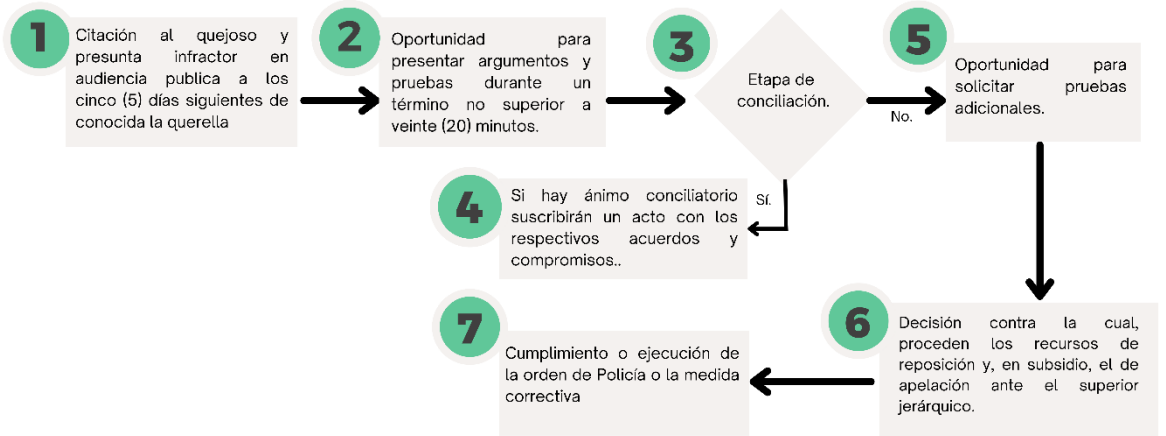 1
Citación al quejoso y
presunta infractor en
audiencia publica a los
cinco (5) días siguientes de
conocida la querella
2
Oportunidad para
presentar argumentos y
pruebas durante un
término no superior a
veinte (20) minutos.
3
Etapa de
conciliación.
No.
Sí.
4
Si hay ánimo conciliatorio
suscribirán un acto con los
respectivos acuerdos y
compromisos..
5
Oportunidad para
solicitar pruebas
adicionales.
6
Decisión contra la cual,
proceden los recursos de
reposición y, en subsidio, el de
apelación ante el superior
jerárquico.
7
Cumplimiento o ejecución de
la orden de Policía o la medida
correctiva